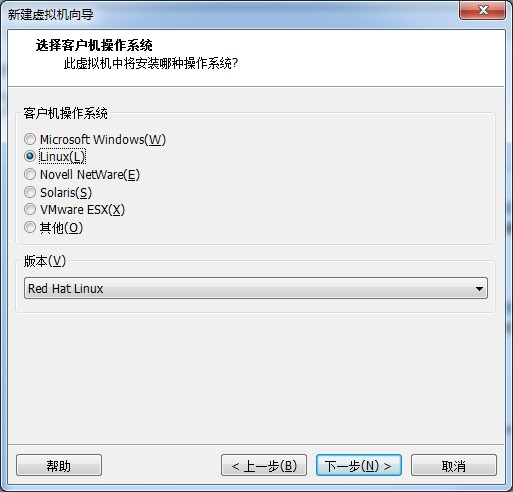 新建虚拟机向导
选择客户机操作系统
此虚拟机中将安装哪种操作系统?
客户机操作系统
Microsoft Windows(W)
Linux(L)
Novell NetWare(E)
Solaris(S)
VMware ESX(X)
其他(O)
版本(V)
Red Hat Linux
帮助
< 上一步(B)
下一步(N) >
取消